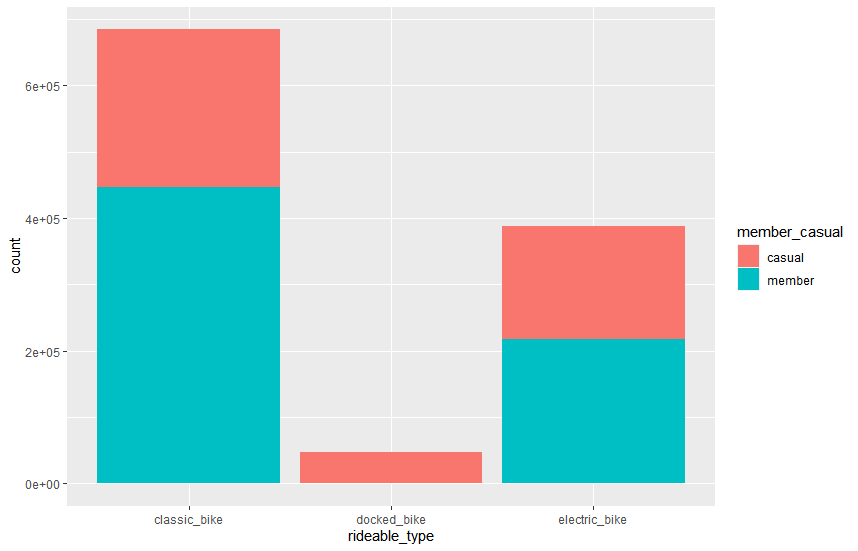 6e+05
4e+05
2e+05
0e+00
count
classic_bike
docked_bike
electric_bike
rideable_type
member_casual
casual
member